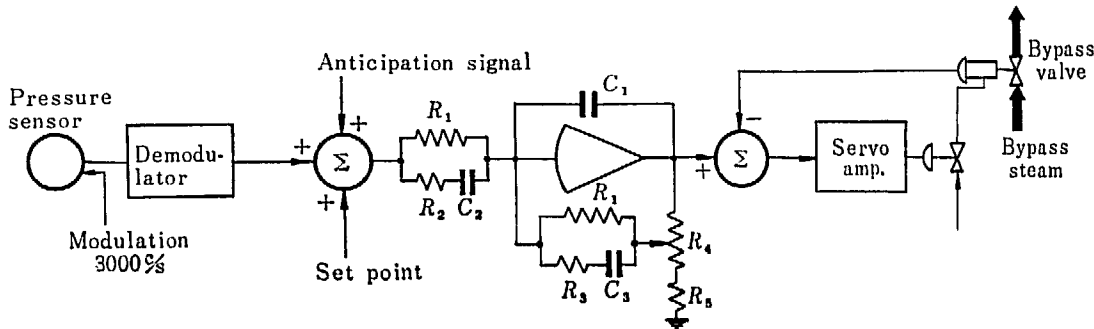 Pressure
sensor
Demodu-
lator
Modulation
3000 c/s
Anticipation signal
+
+
Σ
+
Set point
R₁
R₂ C₂
C₁
R₁
R₃ C₃
R₄
R₅
+
Σ
−
Servo
amp.
Bypass
valve
Bypass
steam